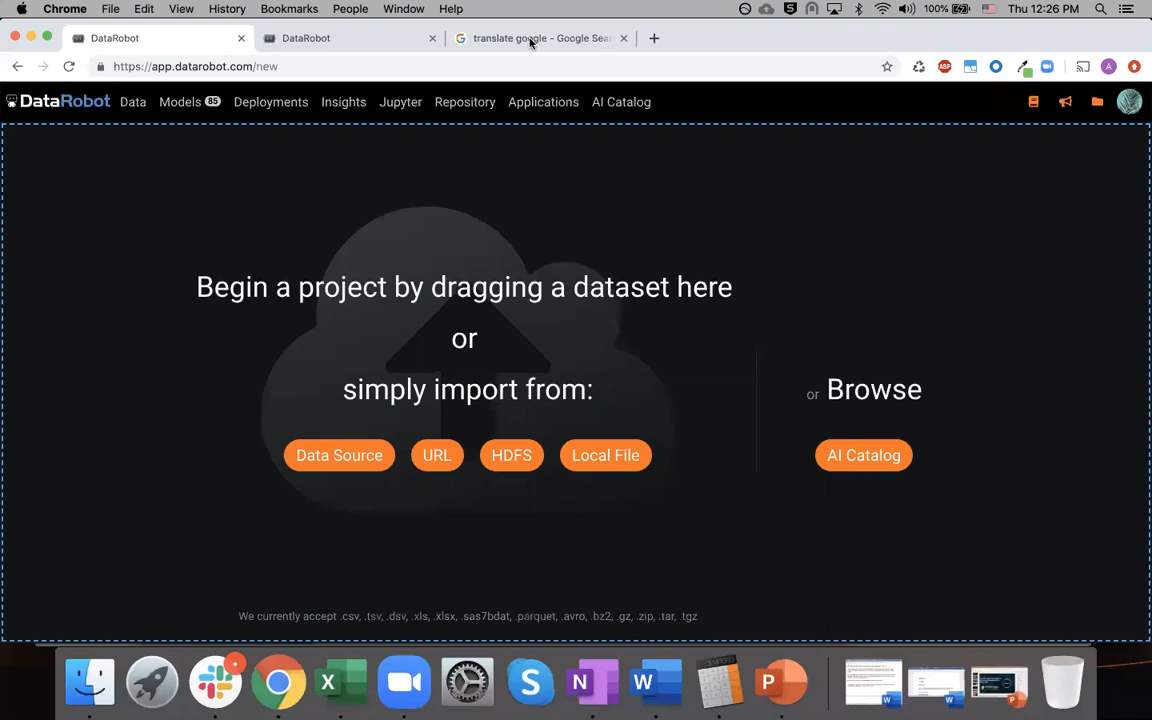 Chrome File Edit View History Bookmarks People Window Help 100% Thu 12:26 PM
DataRobot DataRobot translate google - Google Sea
https://app.datarobot.com/new
DataRobot Data Models 85 Deployments Insights Jupyter Repository Applications AI Catalog
Begin a project by dragging a dataset here
or
simply import from:
or Browse
Data Source URL HDFS Local File AI Catalog
We currently accept .csv, .tsv, .dsv, .xls, .xlsx, .sas7bdat, .parquet, .avro, .bz2, .gz, .zip, .tar, .tgz